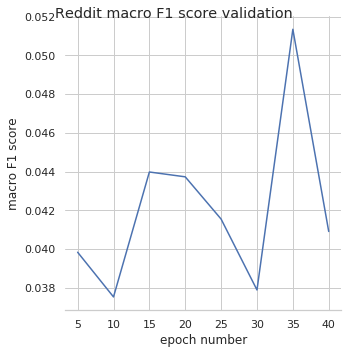 Reddit macro F1 score validation
0.052
0.050
0.048
0.046
0.044
0.042
0.040
0.038
macro F1 score
5 10 15 20 25 30 35 40
epoch number